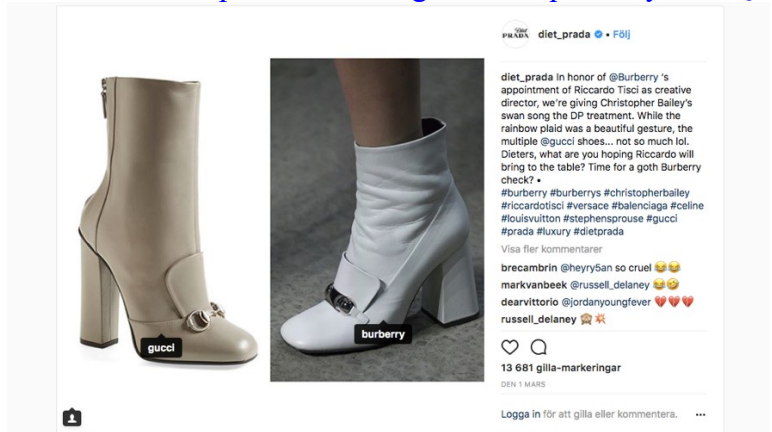 diet_prada • Följ
diet_prada In honor of @Burberry 's
appointment of Riccardo Tisci as creative
director, we're giving Christopher Bailey's
swan song the DP treatment. While the
rainbow plaid was a beautiful gesture, the
multiple @gucci shoes... not so much lol.
Dieters, what are you hoping Riccardo will
bring to the table? Time for a goth Burberry
check? •
#burberry #burberrys #christopherbailey
#riccardotisci #versace #balenciaga #celine
#louisvuitton #stephensprouse #gucci
#prada #luxury #dietprada
Visa fler kommentarer
brecambrin @heyry5an so cruel 😂😂
markvanbeek @russell_delaney 😂🤣
dearvittorio @jordanyoungfever 💔💔💔
russell_delaney 🙈💥
13 681 gilla-markeringar
DEN 1 MARS
Logga in för att gilla eller kommentera.
gucci
burberry